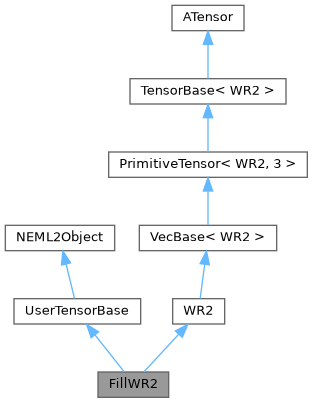 ATensor
TensorBase< WR2 >
PrimitiveTensor< WR2, 3 >
NEML2Object
VecBase< WR2 >
UserTensorBase
WR2
FillWR2